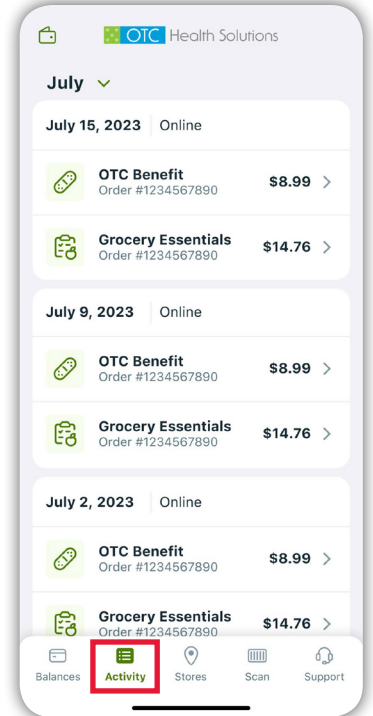 OTC Health Solutions
July
July 15, 2023 Online
OTC Benefit
Order #1234567890
$8.99
Grocery Essentials
Order #1234567890
$14.76
July 9, 2023 Online
OTC Benefit
Order #1234567890
$8.99
Grocery Essentials
Order #1234567890
$14.76
July 2, 2023 Online
OTC Benefit
Order #1234567890
$8.99
Grocery Essentials
Order #1234567890
$14.76
Balances Activity Stores Scan Support